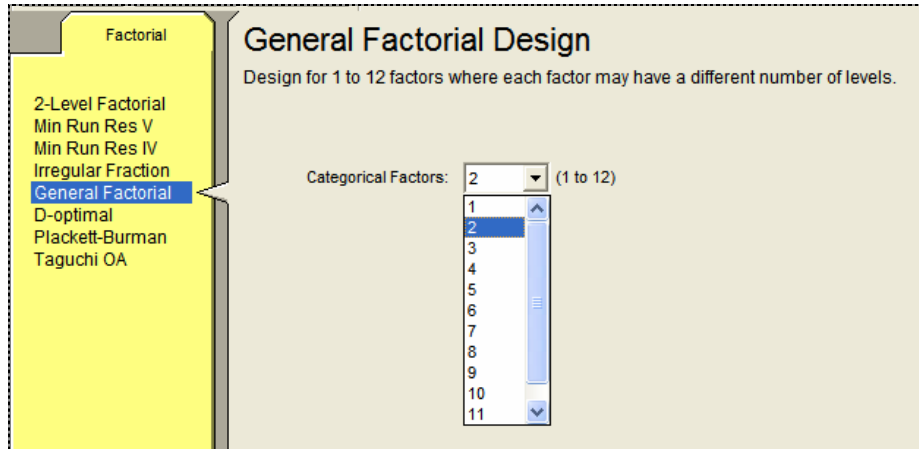 Factorial
2-Level Factorial
Min Run Res V
Min Run Res IV
Irregular Fraction
General Factorial
D-optimal
Plackett-Burman
Taguchi OA
General Factorial Design
Design for 1 to 12 factors where each factor may have a different number of levels.
Categorical Factors: 2 (1 to 12)
1
2
3
4
5
6
7
8
9
10
11